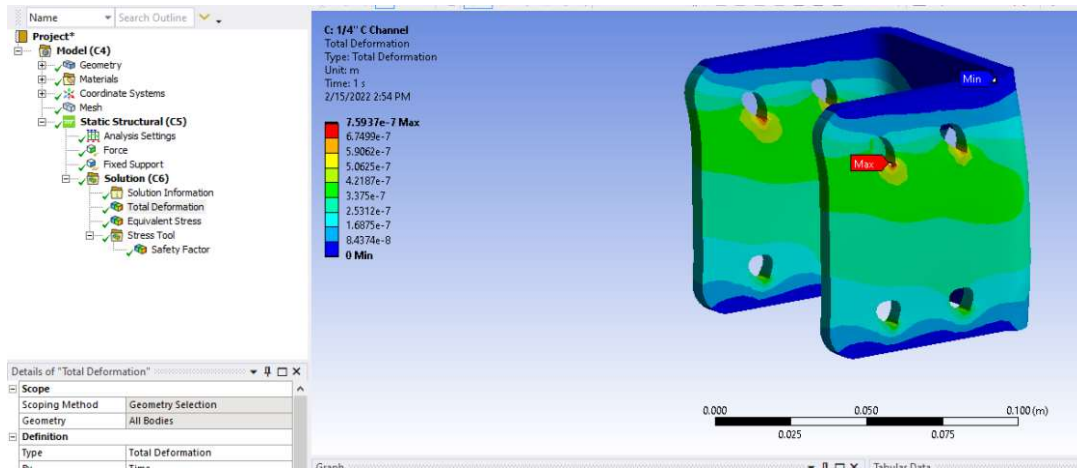 Name
Search Outline
Project*
Model (C4)
Geometry
Materials
Coordinate Systems
Mesh
Static Structural (C5)
Analysis Settings
Force
Fixed Support
Solution (C6)
Solution Information
Total Deformation
Equivalent Stress
Stress Tool
Safety Factor
Details of "Total Deformation"
Scope
Scoping Method Geometry Selection
Geometry All Bodies
Definition
Type Total Deformation
By Time
C: 1/4" C Channel
Total Deformation
Type: Total Deformation
Unit: m
Time: 1 s
2/15/2022 2:54 PM
7.5937e-7 Max
6.7499e-7
5.9062e-7
5.0625e-7
4.2187e-7
3.375e-7
2.5312e-7
1.6875e-7
8.4374e-8
0 Min
Min
Max
0.000 0.050 0.100 (m)
0.025 0.075
Graph
Tabular Data